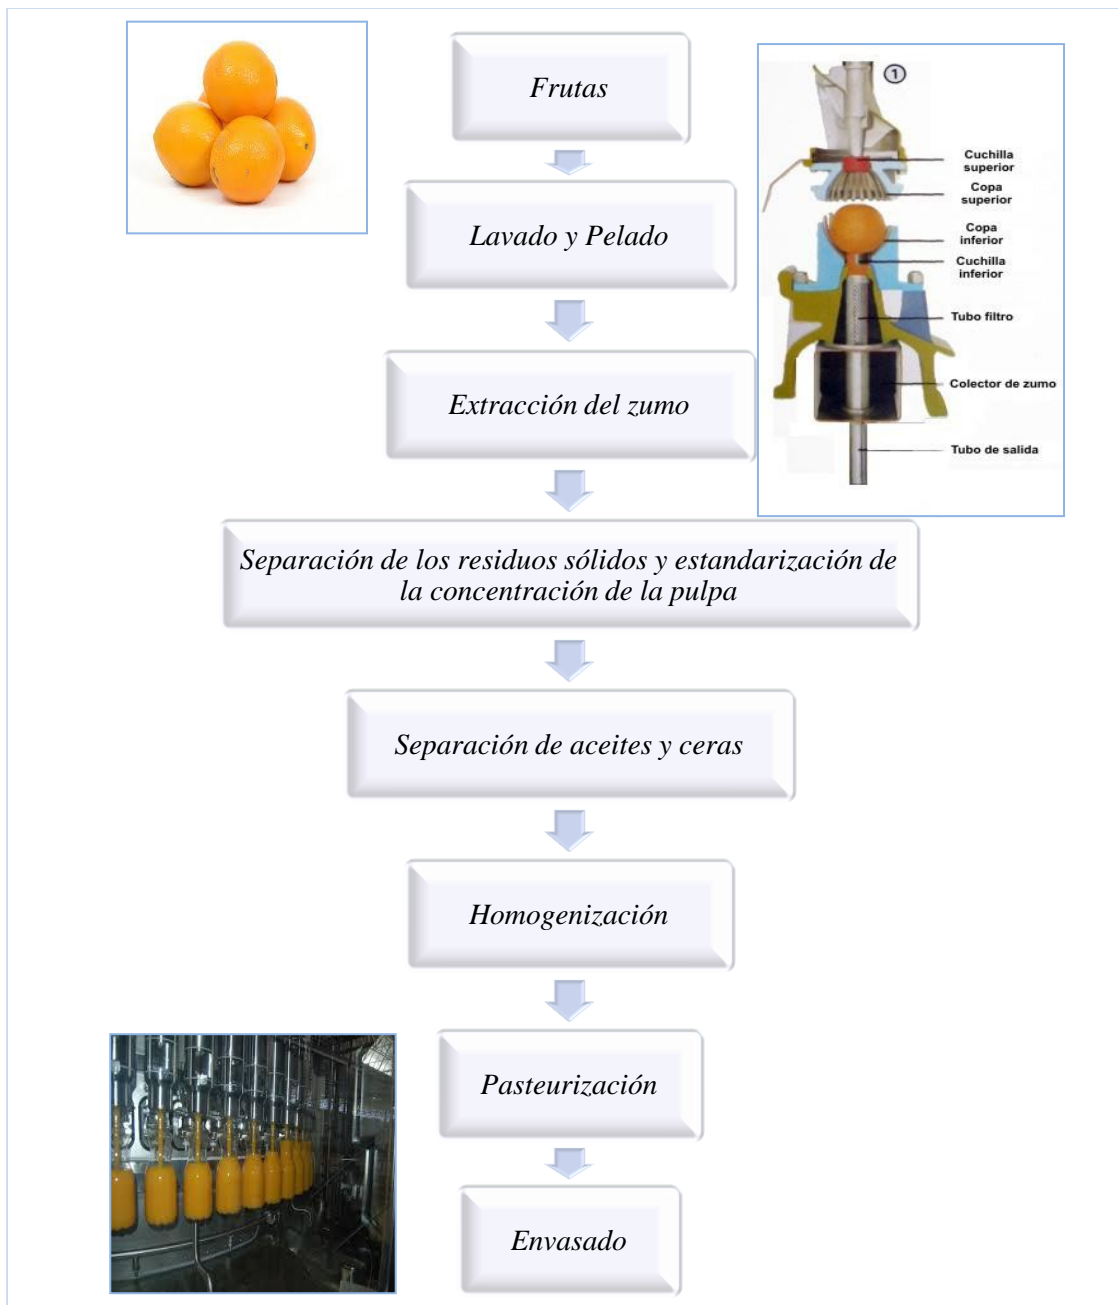 Frutas
①
Cuchilla
superior
Copa
superior
Copa
inferior
Cuchilla
inferior
Tubo filtro
Colector de zumo
Tubo de salida
Lavado y Pelado
Extracción del zumo
Separación de los residuos sólidos y estandarización de
la concentración de la pulpa
Separación de aceites y ceras
Homogenización
Pasteurización
Envasado